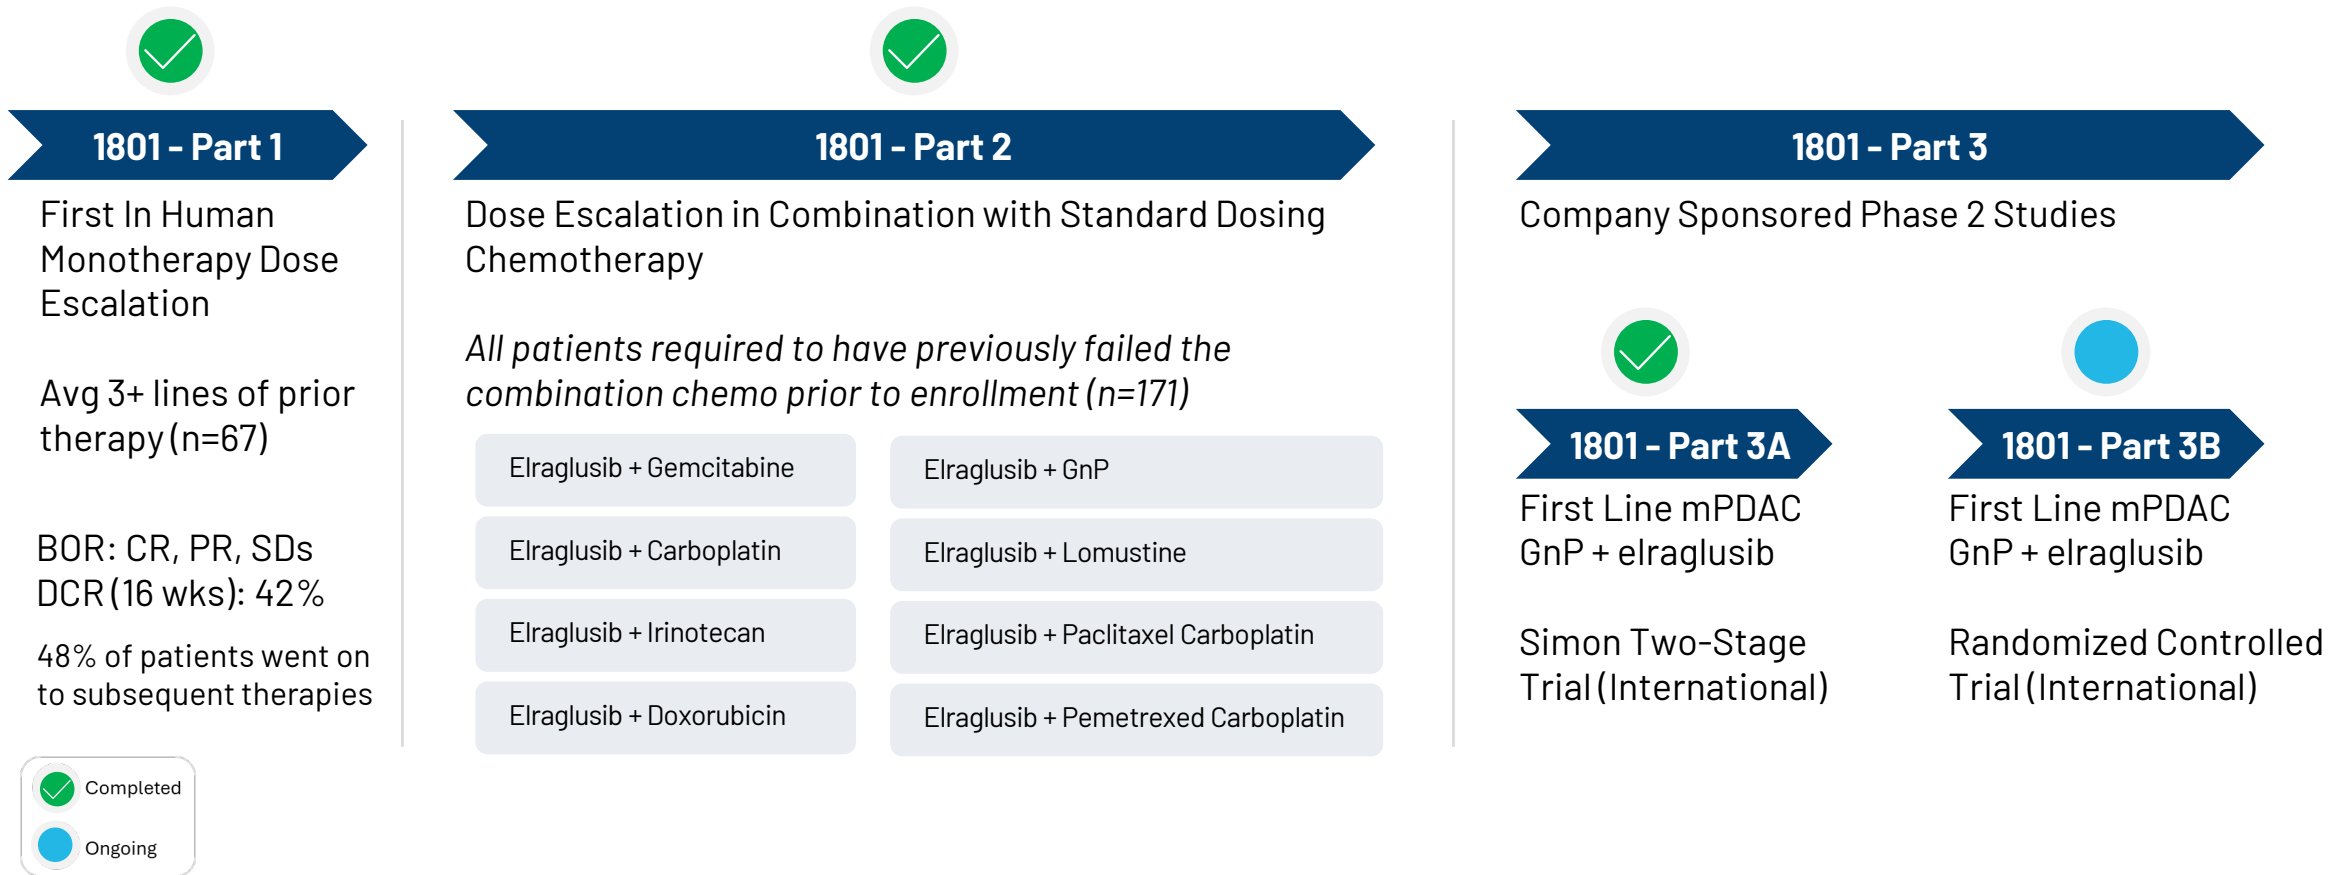 1801 - Part 1
First In Human
Monotherapy Dose
Escalation
Avg 3+ lines of prior
therapy (n=67)
BOR: CR, PR, SDs
DCR (16 wks): 42%
48% of patients went on
to subsequent therapies
1801 - Part 2
Dose Escalation in Combination with Standard Dosing
Chemotherapy
All patients required to have previously failed the
combination chemo prior to enrollment (n=171)
Elraglusib + Gemcitabine
Elraglusib + GnP
Elraglusib + Carboplatin
Elraglusib + Lomustine
Elraglusib + Irinotecan
Elraglusib + Paclitaxel Carboplatin
Elraglusib + Doxorubicin
Elraglusib + Pemetrexed Carboplatin
1801 - Part 3
Company Sponsored Phase 2 Studies
1801 - Part 3A
First Line mPDAC
GnP + elraglusib
Simon Two-Stage
Trial (International)
1801 - Part 3B
First Line mPDAC
GnP + elraglusib
Randomized Controlled
Trial (International)
Completed
Ongoing